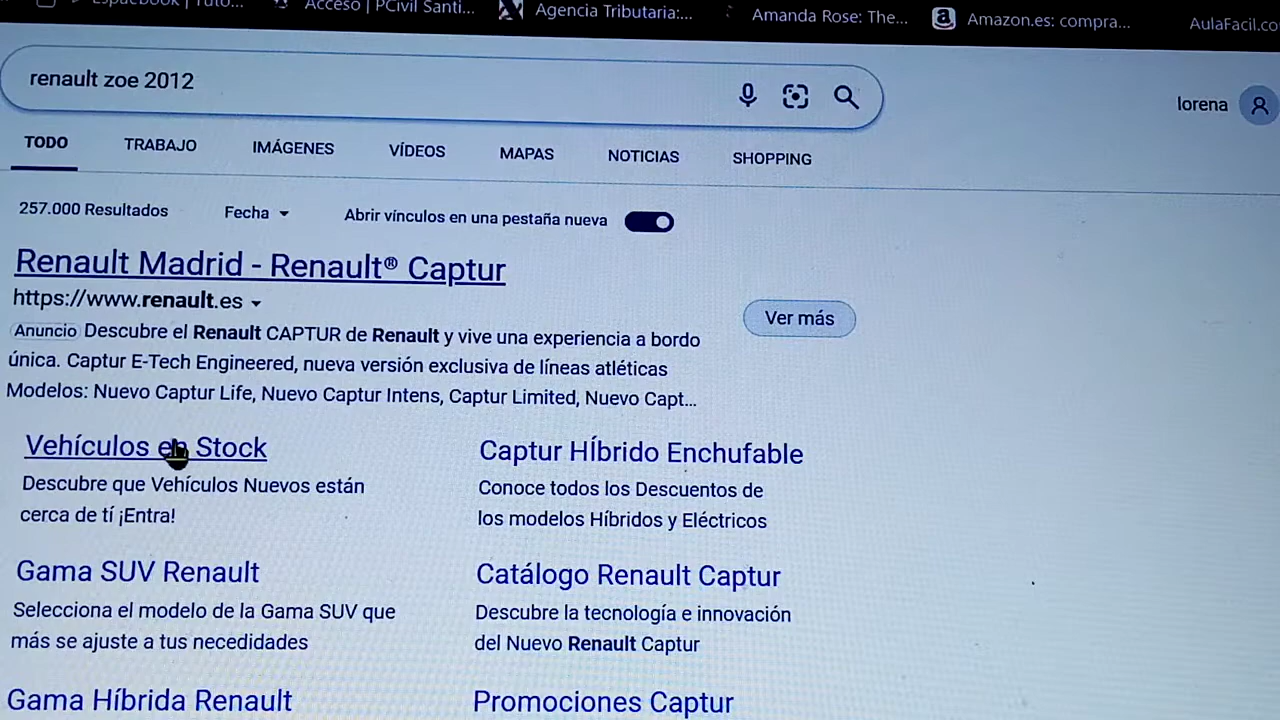 Acceso | PCivil Santi...
Agencia Tributaria:...
Amanda Rose: The...
Amazon.es: compra...
AulaFacil.co
renault zoe 2012
lorena
TODO
TRABAJO
IMÁGENES
VÍDEOS
MAPAS
NOTICIAS
SHOPPING
257.000 Resultados
Fecha
Abrir vínculos en una pestaña nueva
Renault Madrid - Renault® Captur
https://www.renault.es
Ver más
Anuncio Descubre el Renault CAPTUR de Renault y vive una experiencia a bordo
única. Captur E-Tech Engineered, nueva versión exclusiva de líneas atléticas
Modelos: Nuevo Captur Life, Nuevo Captur Intens, Captur Limited, Nuevo Capt...
Vehículos en Stock
Descubre que Vehículos Nuevos están
cerca de tí ¡Entra!
Captur HÍbrido Enchufable
Conoce todos los Descuentos de
los modelos Híbridos y Eléctricos
Gama SUV Renault
Selecciona el modelo de la Gama SUV que
más se ajuste a tus necedidades
Catálogo Renault Captur
Descubre la tecnología e innovación
del Nuevo Renault Captur
Gama Híbrida Renault
Promociones Captur